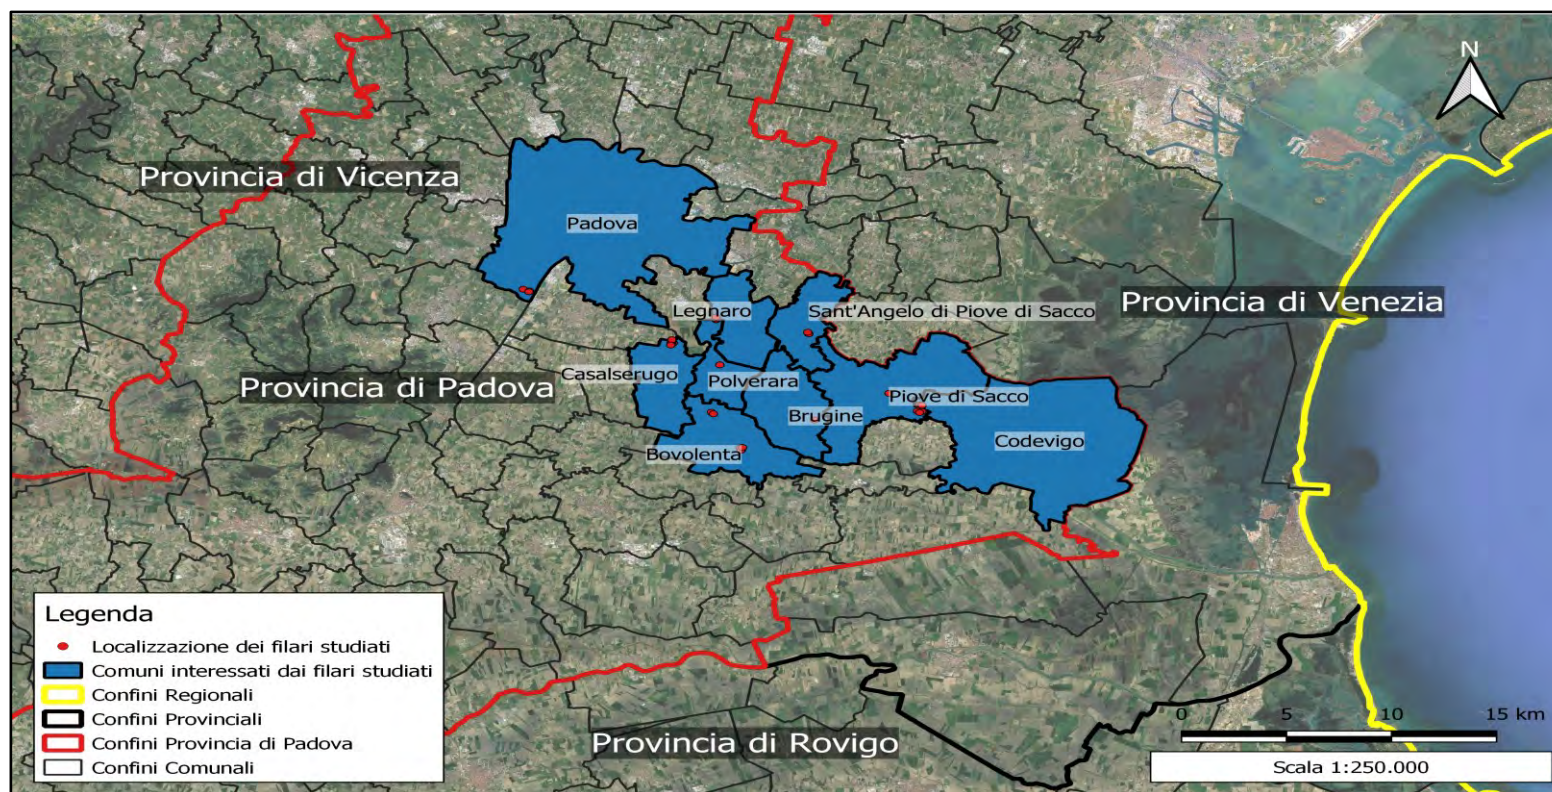 N
Provincia di Vicenza
Padova
Provincia di Venezia
Legnaro
Sant'Angelo di Piove di Sacco
Provincia di Padova
Casalserugo
Polverara
Piove di Sacco
Brugine
Codevigo
Bovolenta
Legenda
Localizzazione dei filari studiati
Comuni interessati dai filari studiati
Confini Regionali
Confini Provinciali
Confini Provincia di Padova
Confini Comunali
Provincia di Rovigo
0 5 10 15 km
Scala 1:250.000